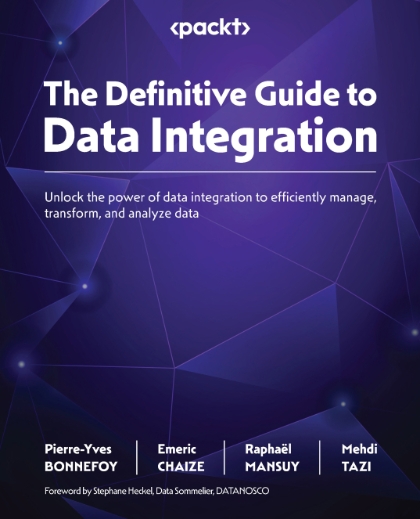 <packt>
The Definitive Guide to
Data Integration
Unlock the power of data integration to efficiently manage,
transform, and analyze data
Pierre-Yves BONNEFOY
Emeric CHAIZE
Raphaël MANSUY
Mehdi TAZI
Foreword by Stephane Heckel, Data Sommelier, DATANOSCO